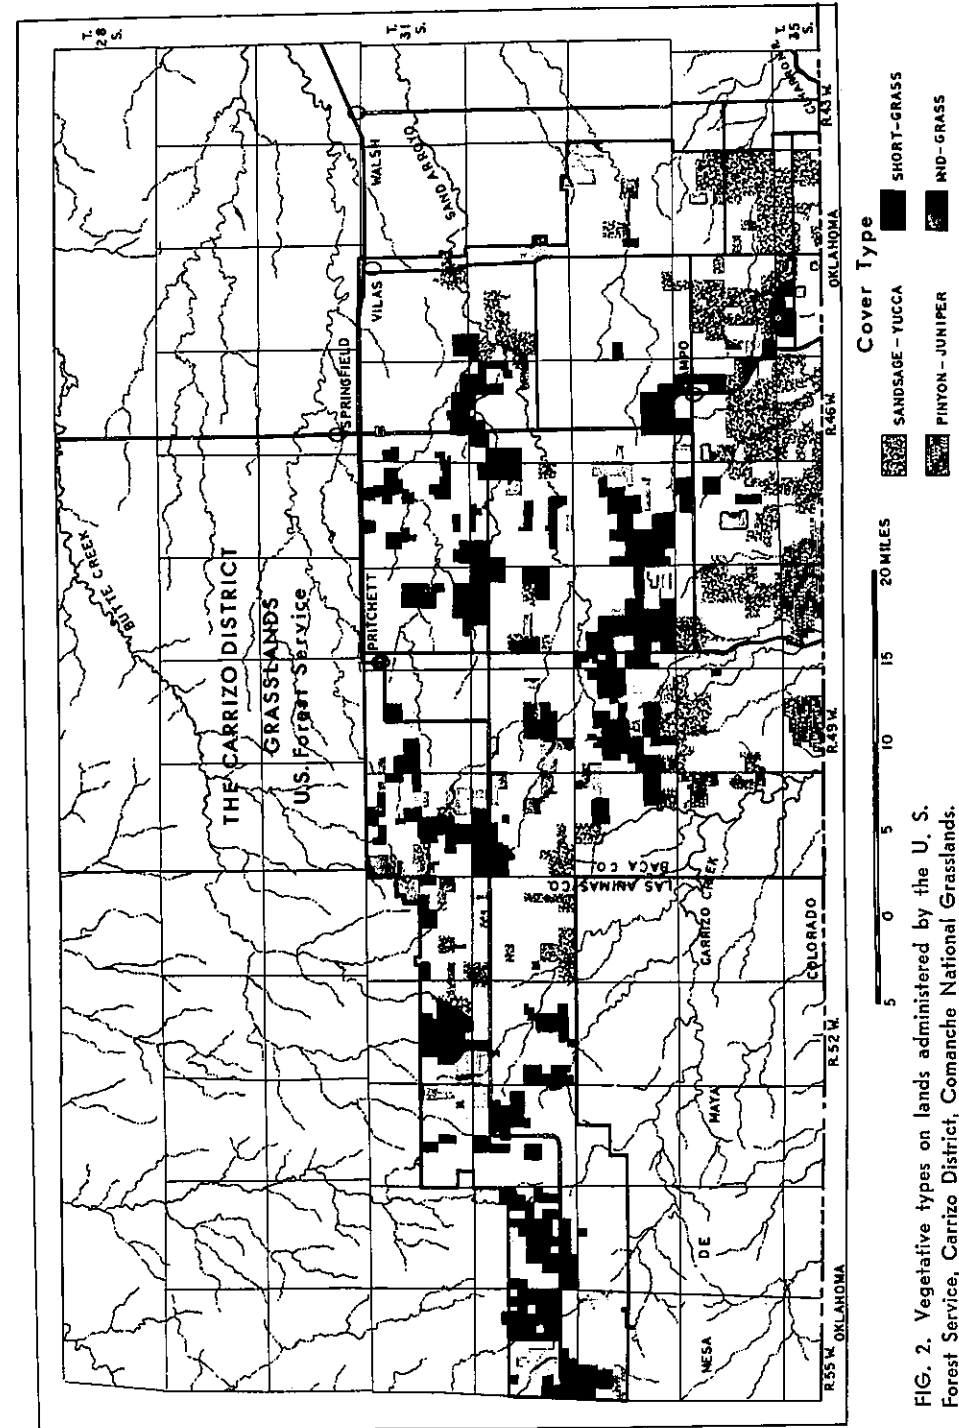 THE CARRIZO DISTRICT
GRASSLANDS
U.S. Forest Service
T.
28
S.
T.
31
S.
T.
35
S.
BUTTE CREEK
SPRINGFIELD
VILAS
WALSH
SAND ARROYO
PRITCHETT
CAMPO
CIMARRON R.
LAS ANIMAS CO.
BACA CO.
CARRIZO CREEK
MESA DE MAYA
COLORADO
OKLAHOMA
OKLAHOMA
R.55 W.
R.52 W.
R.49 W.
R.46 W.
R.43 W.
5 0 5 10 15 20 MILES
Cover Type
SANDSAGE - YUCCA
SHORT-GRASS
PINYON-JUNIPER
MID-GRASS
FIG. 2. Vegetative types on lands administered by the U. S.
Forest Service, Carrizo District, Comanche National Grasslands.